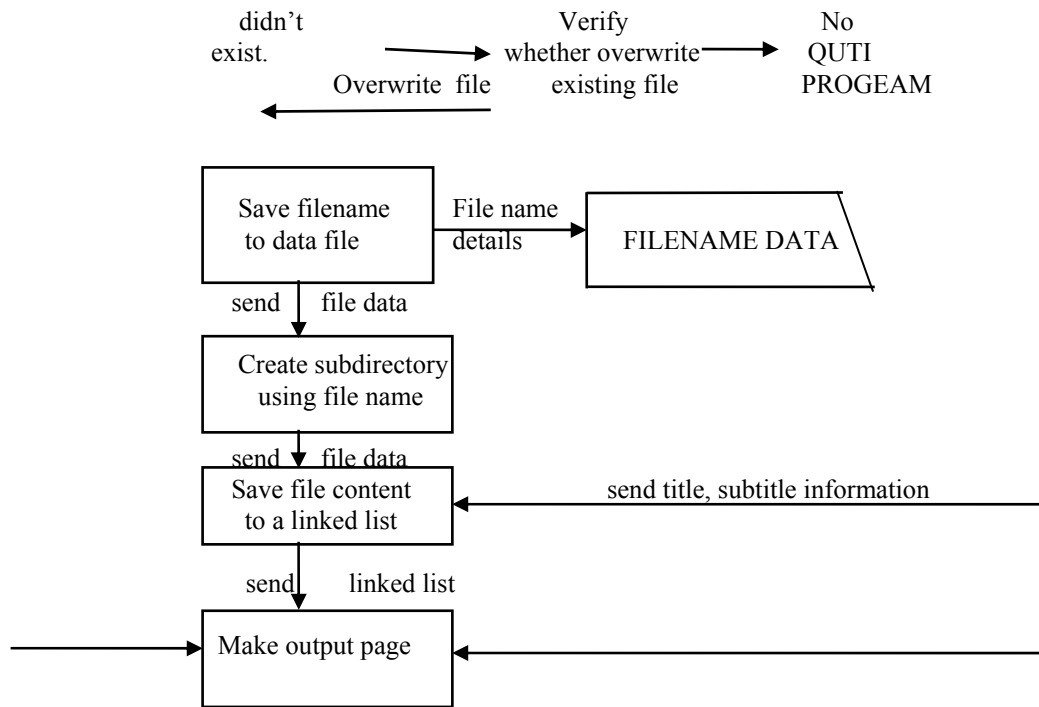 didn’t
exist.
Verify
whether overwrite
existing file
No
QUTI
PROGEAM
Overwrite file
Save filename
to data file
File name
details
FILENAME DATA
send file data
Create subdirectory
using file name
send file data
Save file content
to a linked list
send title, subtitle information
send linked list
Make output page